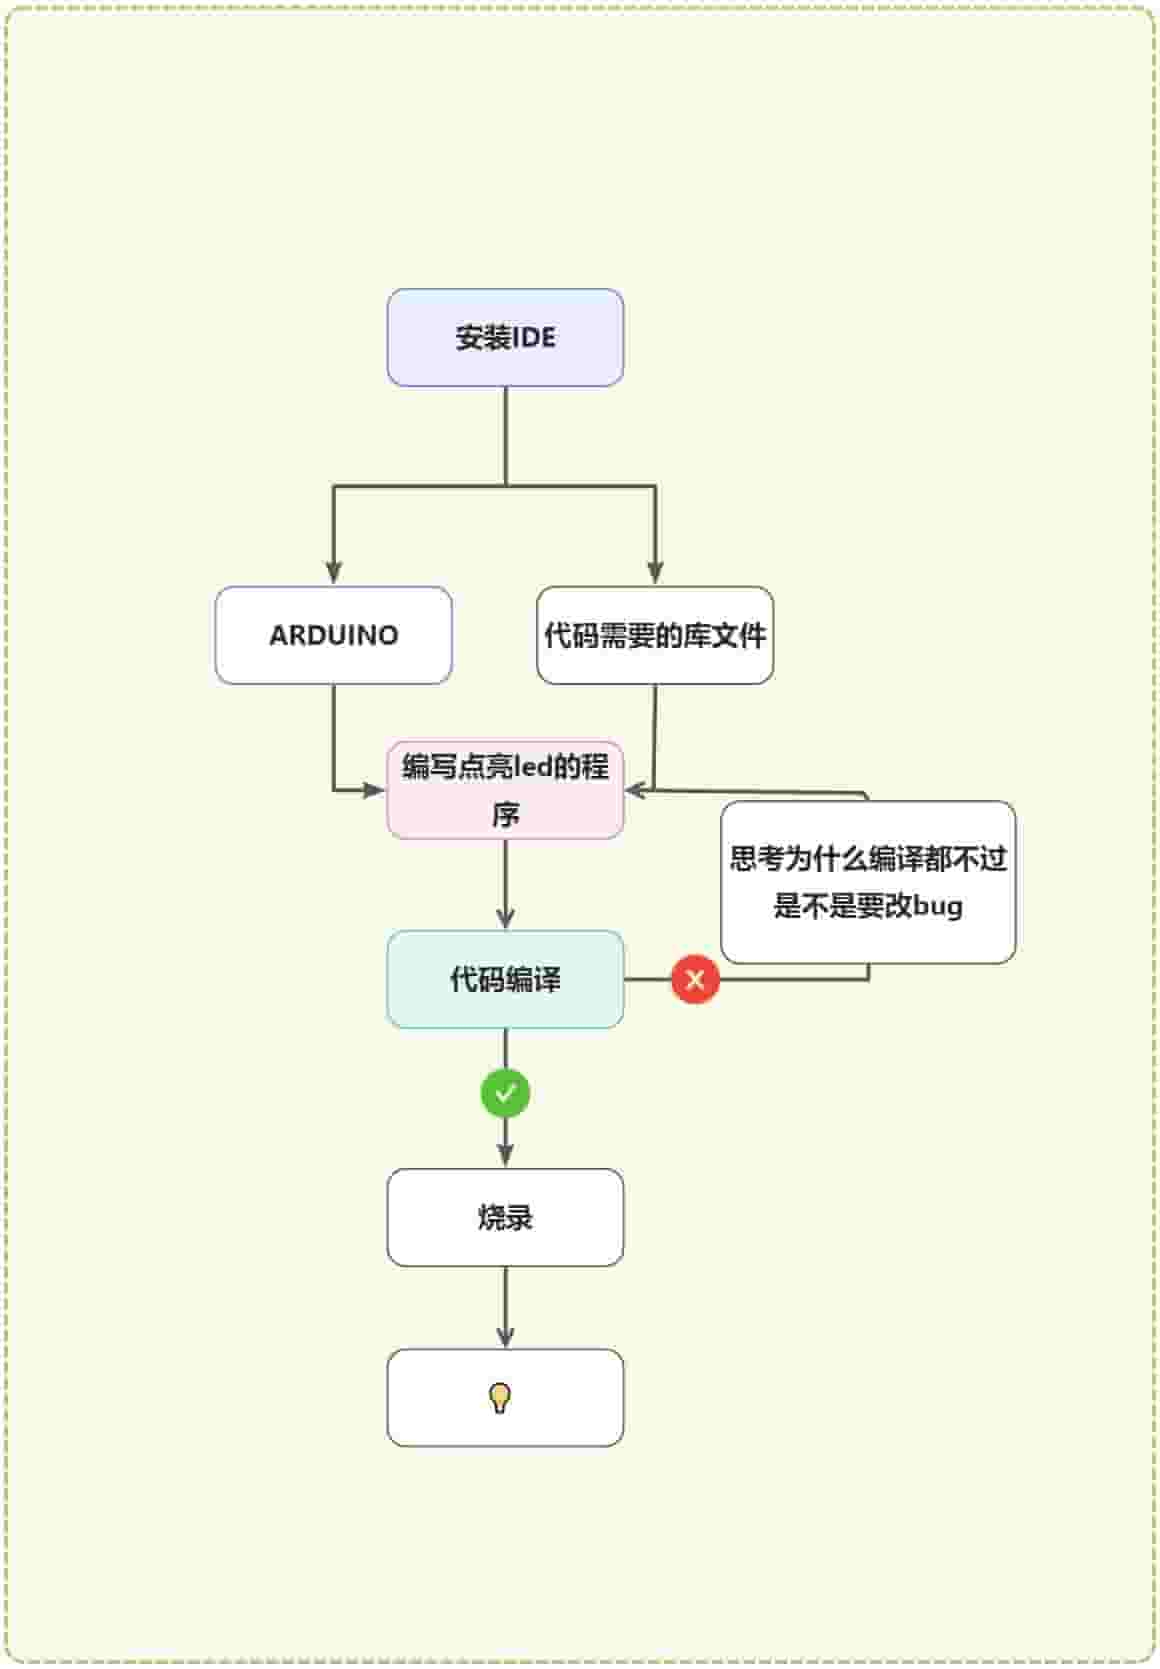 安装IDE
ARDUINO
代码需要的库文件
编写点亮led的程
序
思考为什么编译都不过
是不是要改bug
代码编译
烧录